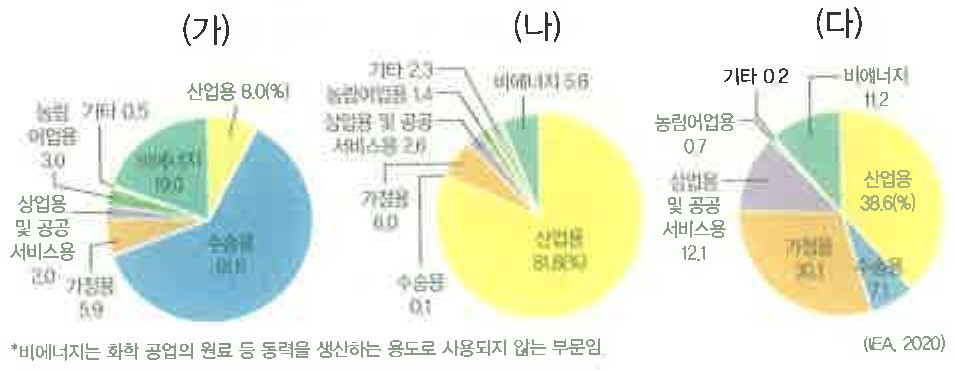 (가)
산업용 8.0(%)
수송용
가정용
5.9
상업용
및 공공
서비스용
2.0
농림
어업용
3.0
기타 0.5
비에너지
19.0
(나)
산업용
81.8(%)
수송용
0.1
가정용
6.0
상업용 및 공공
서비스용 2.6
농림어업용 1.4
기타 2.3
비에너지 5.8
(다)
산업용
38.6(%)
수송용
7.1
가정용
30.1
상업용
및 공공
서비스용
12.1
농림어업용
0.7
기타 0.2
비에너지
11.2
*비에너지는 화학 공업의 원료 등 동력을 생산하는 용도로 사용되지 않는 부문임
(IEA, 2020)